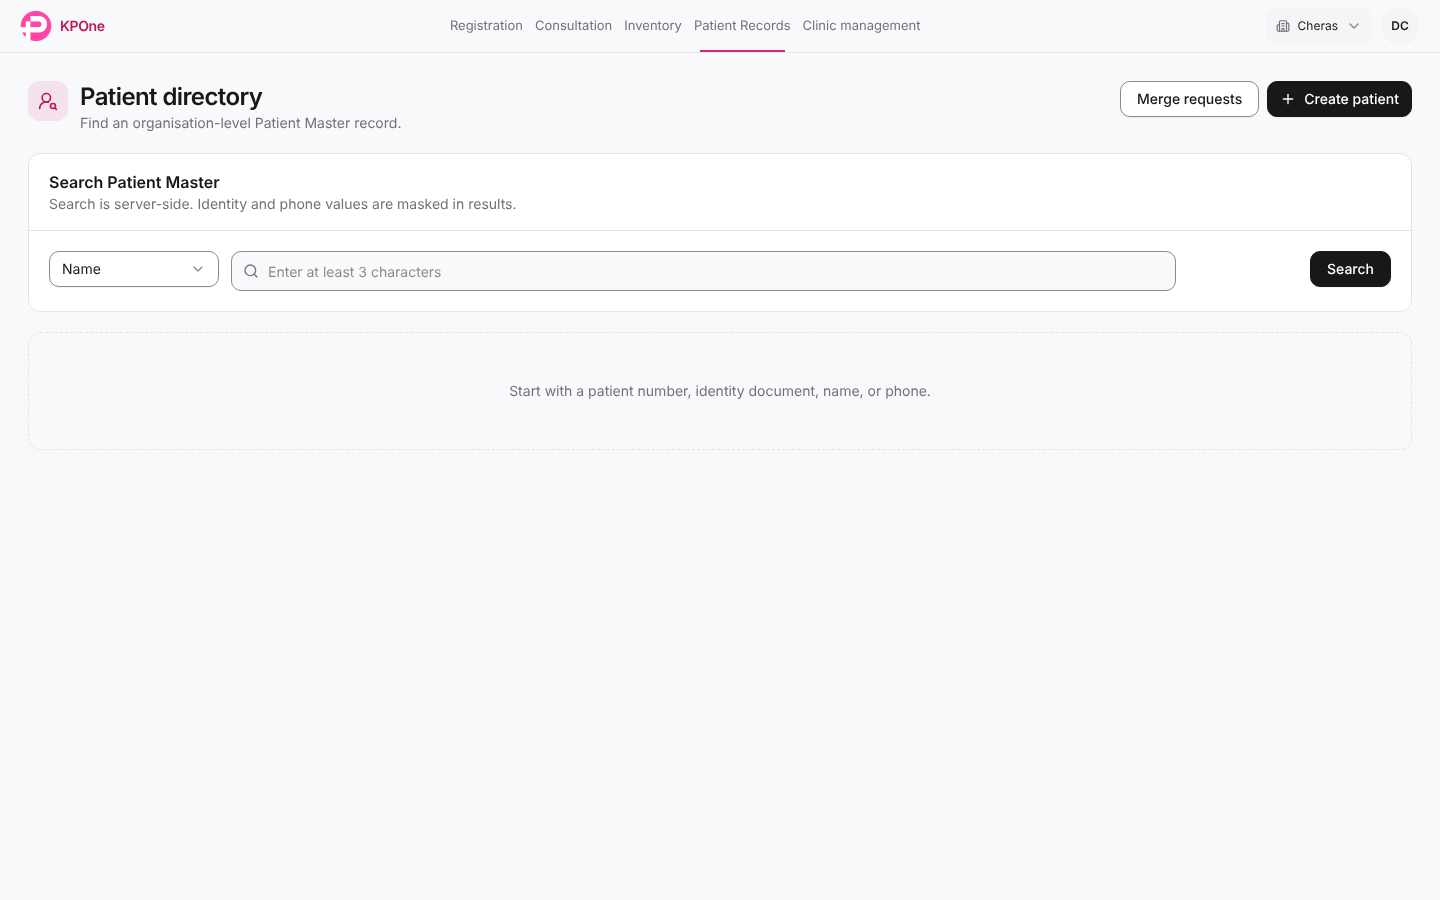 KPOne
Registration
Consultation
Inventory
Patient Records
Clinic management
Cheras
DC
Patient directory
Find an organisation-level Patient Master record.
Merge requests
Create patient
Search Patient Master
Search is server-side. Identity and phone values are masked in results.
Name
Enter at least 3 characters
Search
Start with a patient number, identity document, name, or phone.